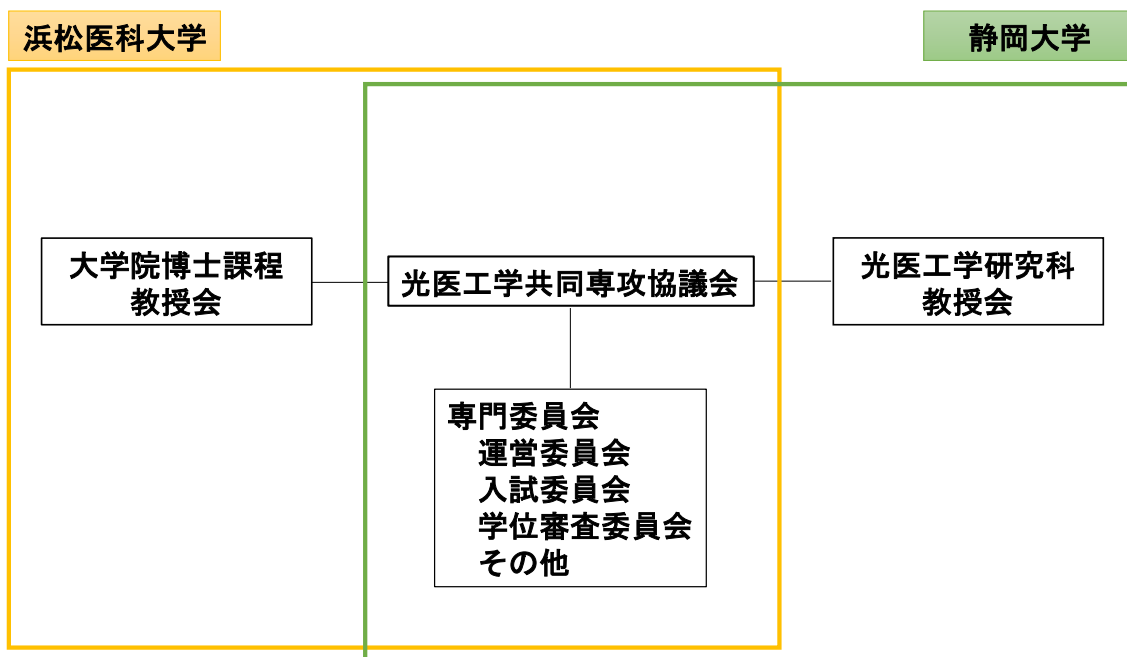 浜松医科大学
静岡大学
大学院博士課程
教授会
光医工学共同専攻協議会
光医工学研究科
教授会
専門委員会
運営委員会
入試委員会
学位審査委員会
その他